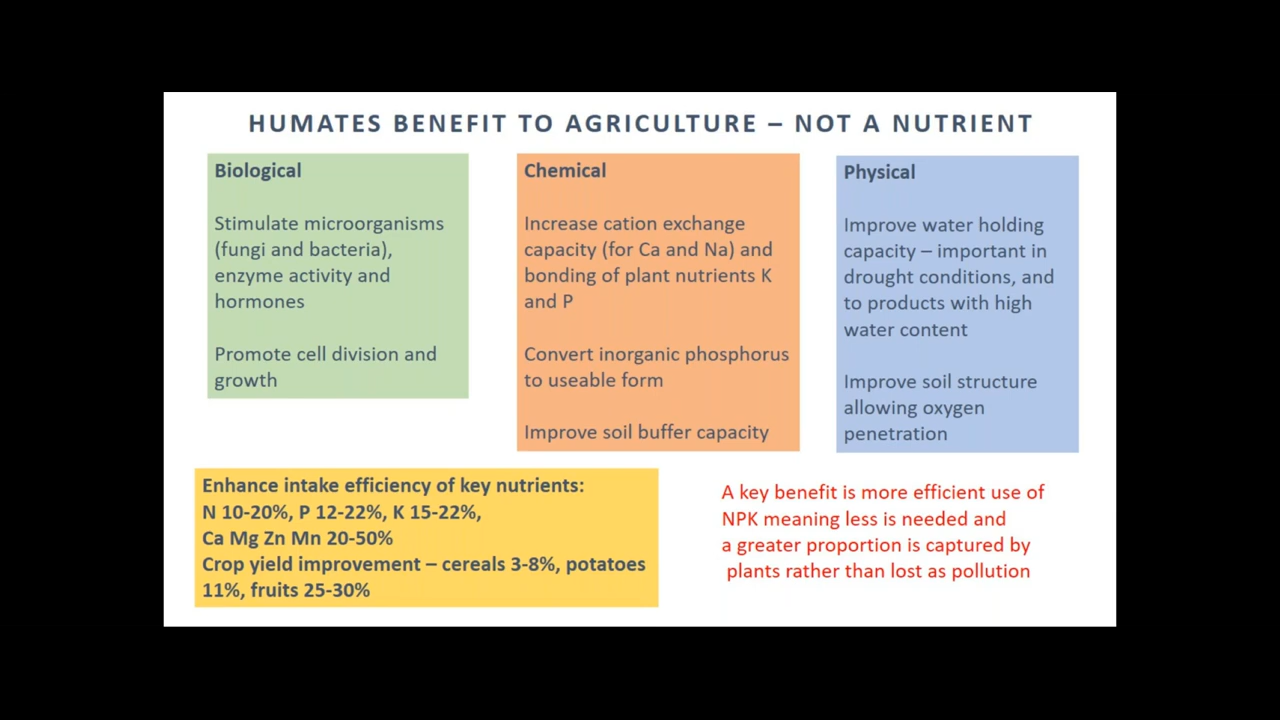 HUMATES BENEFIT TO AGRICULTURE – NOT A NUTRIENT
Biological
Stimulate microorganisms
(fungi and bacteria),
enzyme activity and
hormones
Promote cell division and
growth
Chemical
Increase cation exchange
capacity (for Ca and Na) and
bonding of plant nutrients K
and P
Convert inorganic phosphorus
to useable form
Improve soil buffer capacity
Physical
Improve water holding
capacity – important in
drought conditions, and
to products with high
water content
Improve soil structure
allowing oxygen
penetration
Enhance intake efficiency of key nutrients:
N 10-20%, P 12-22%, K 15-22%,
Ca Mg Zn Mn 20-50%
Crop yield improvement – cereals 3-8%, potatoes
11%, fruits 25-30%
A key benefit is more efficient use of
NPK meaning less is needed and
a greater proportion is captured by
plants rather than lost as pollution